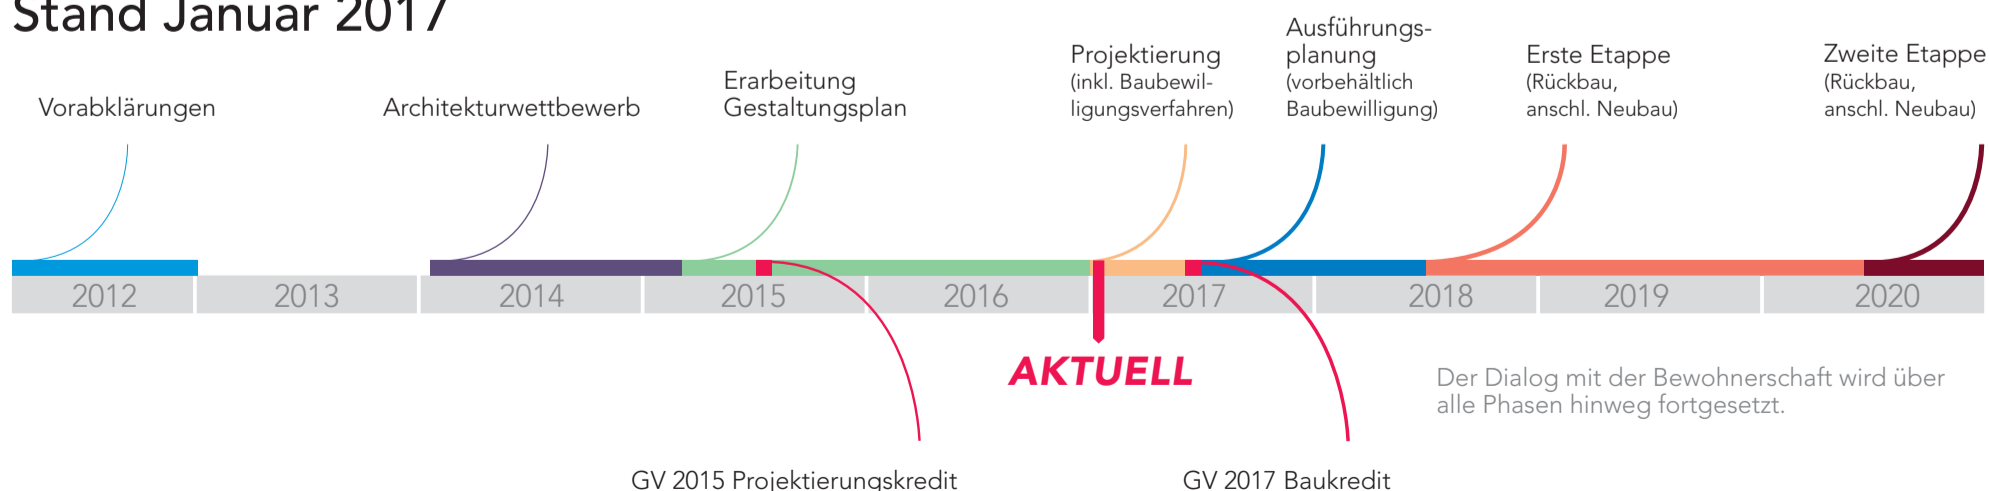 Stand Januar 2017
Vorabklärungen
Architekturwettbewerb
Erarbeitung
Gestaltungsplan
Projektierung
(inkl. Baubewil-
ligungsverfahren)
Ausführungs-
planung
(vorbehältlich
Baubewilligung)
Erste Etappe
(Rückbau,
anschl. Neubau)
Zweite Etappe
(Rückbau,
anschl. Neubau)
2012
2013
2014
2015
2016
2017
2018
2019
2020
AKTUELL
Der Dialog mit der Bewohnerschaft wird über
alle Phasen hinweg fortgesetzt.
GV 2015 Projektierungskredit
GV 2017 Baukredit